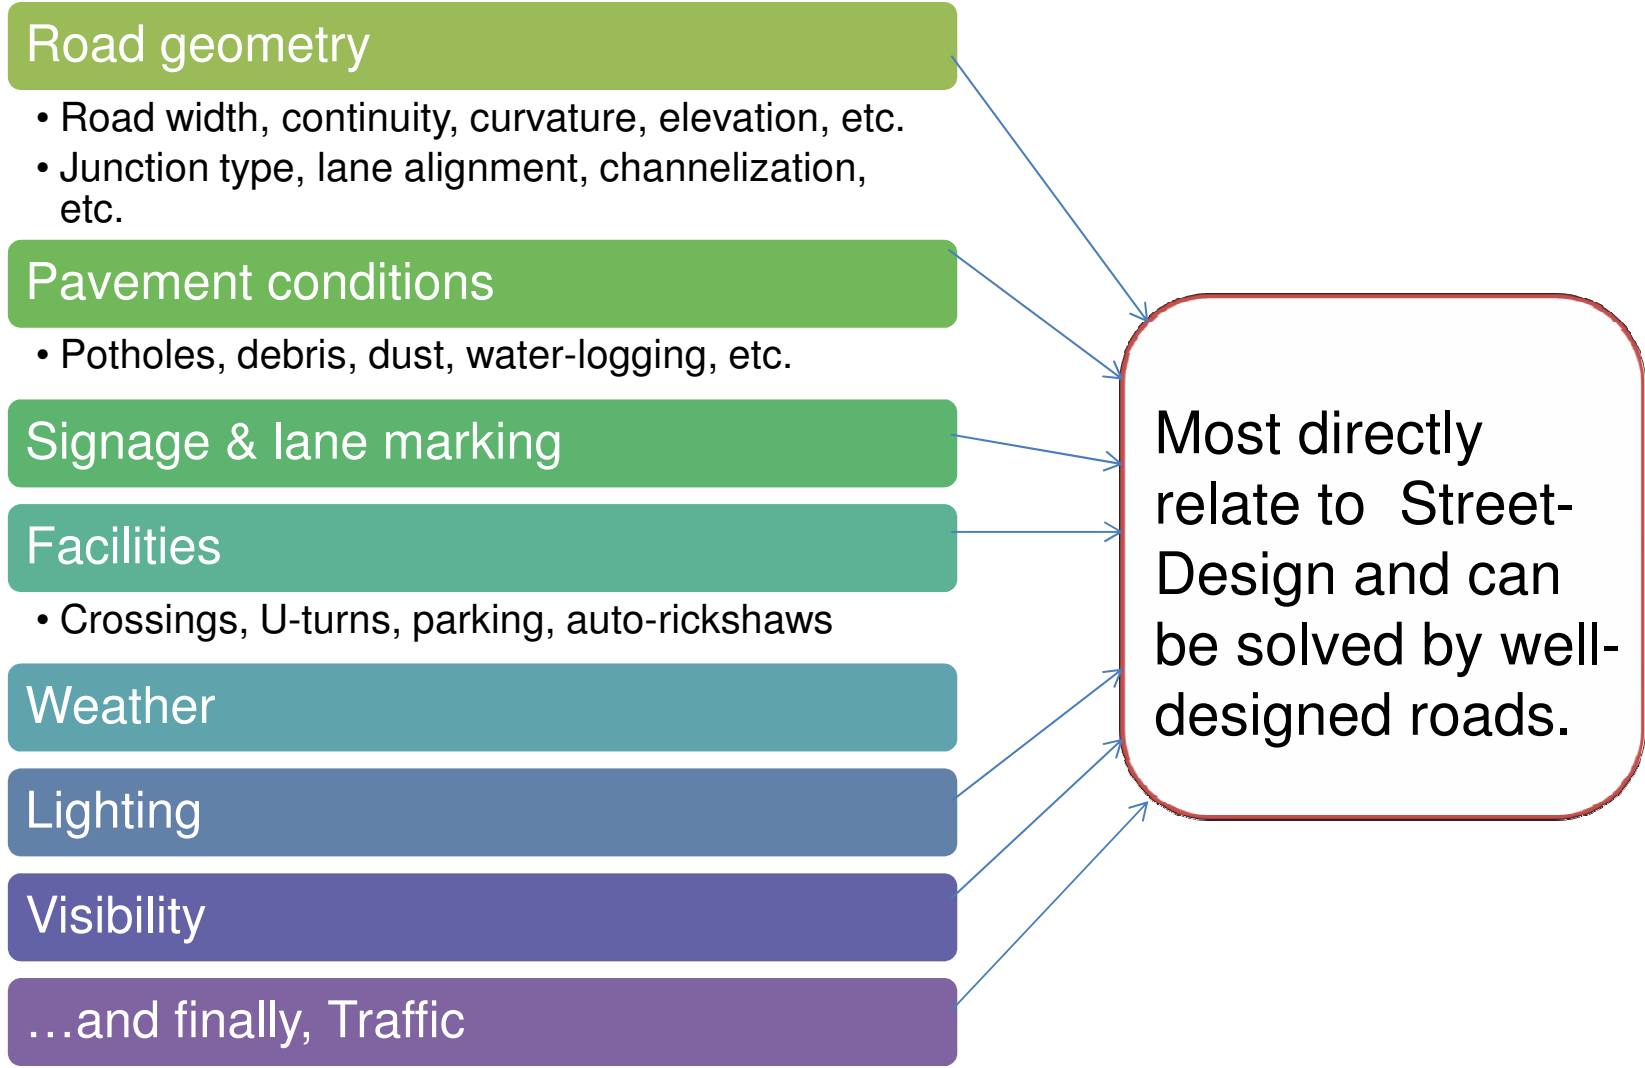 Road geometry
• Road width, continuity, curvature, elevation, etc.
• Junction type, lane alignment, channelization,
etc.
Pavement conditions
• Potholes, debris, dust, water-logging, etc.
Signage & lane marking
Facilities
• Crossings, U-turns, parking, auto-rickshaws
Weather
Lighting
Visibility
…and finally, Traffic
Most directly
relate to Street-
Design and can
be solved by well-
designed roads.